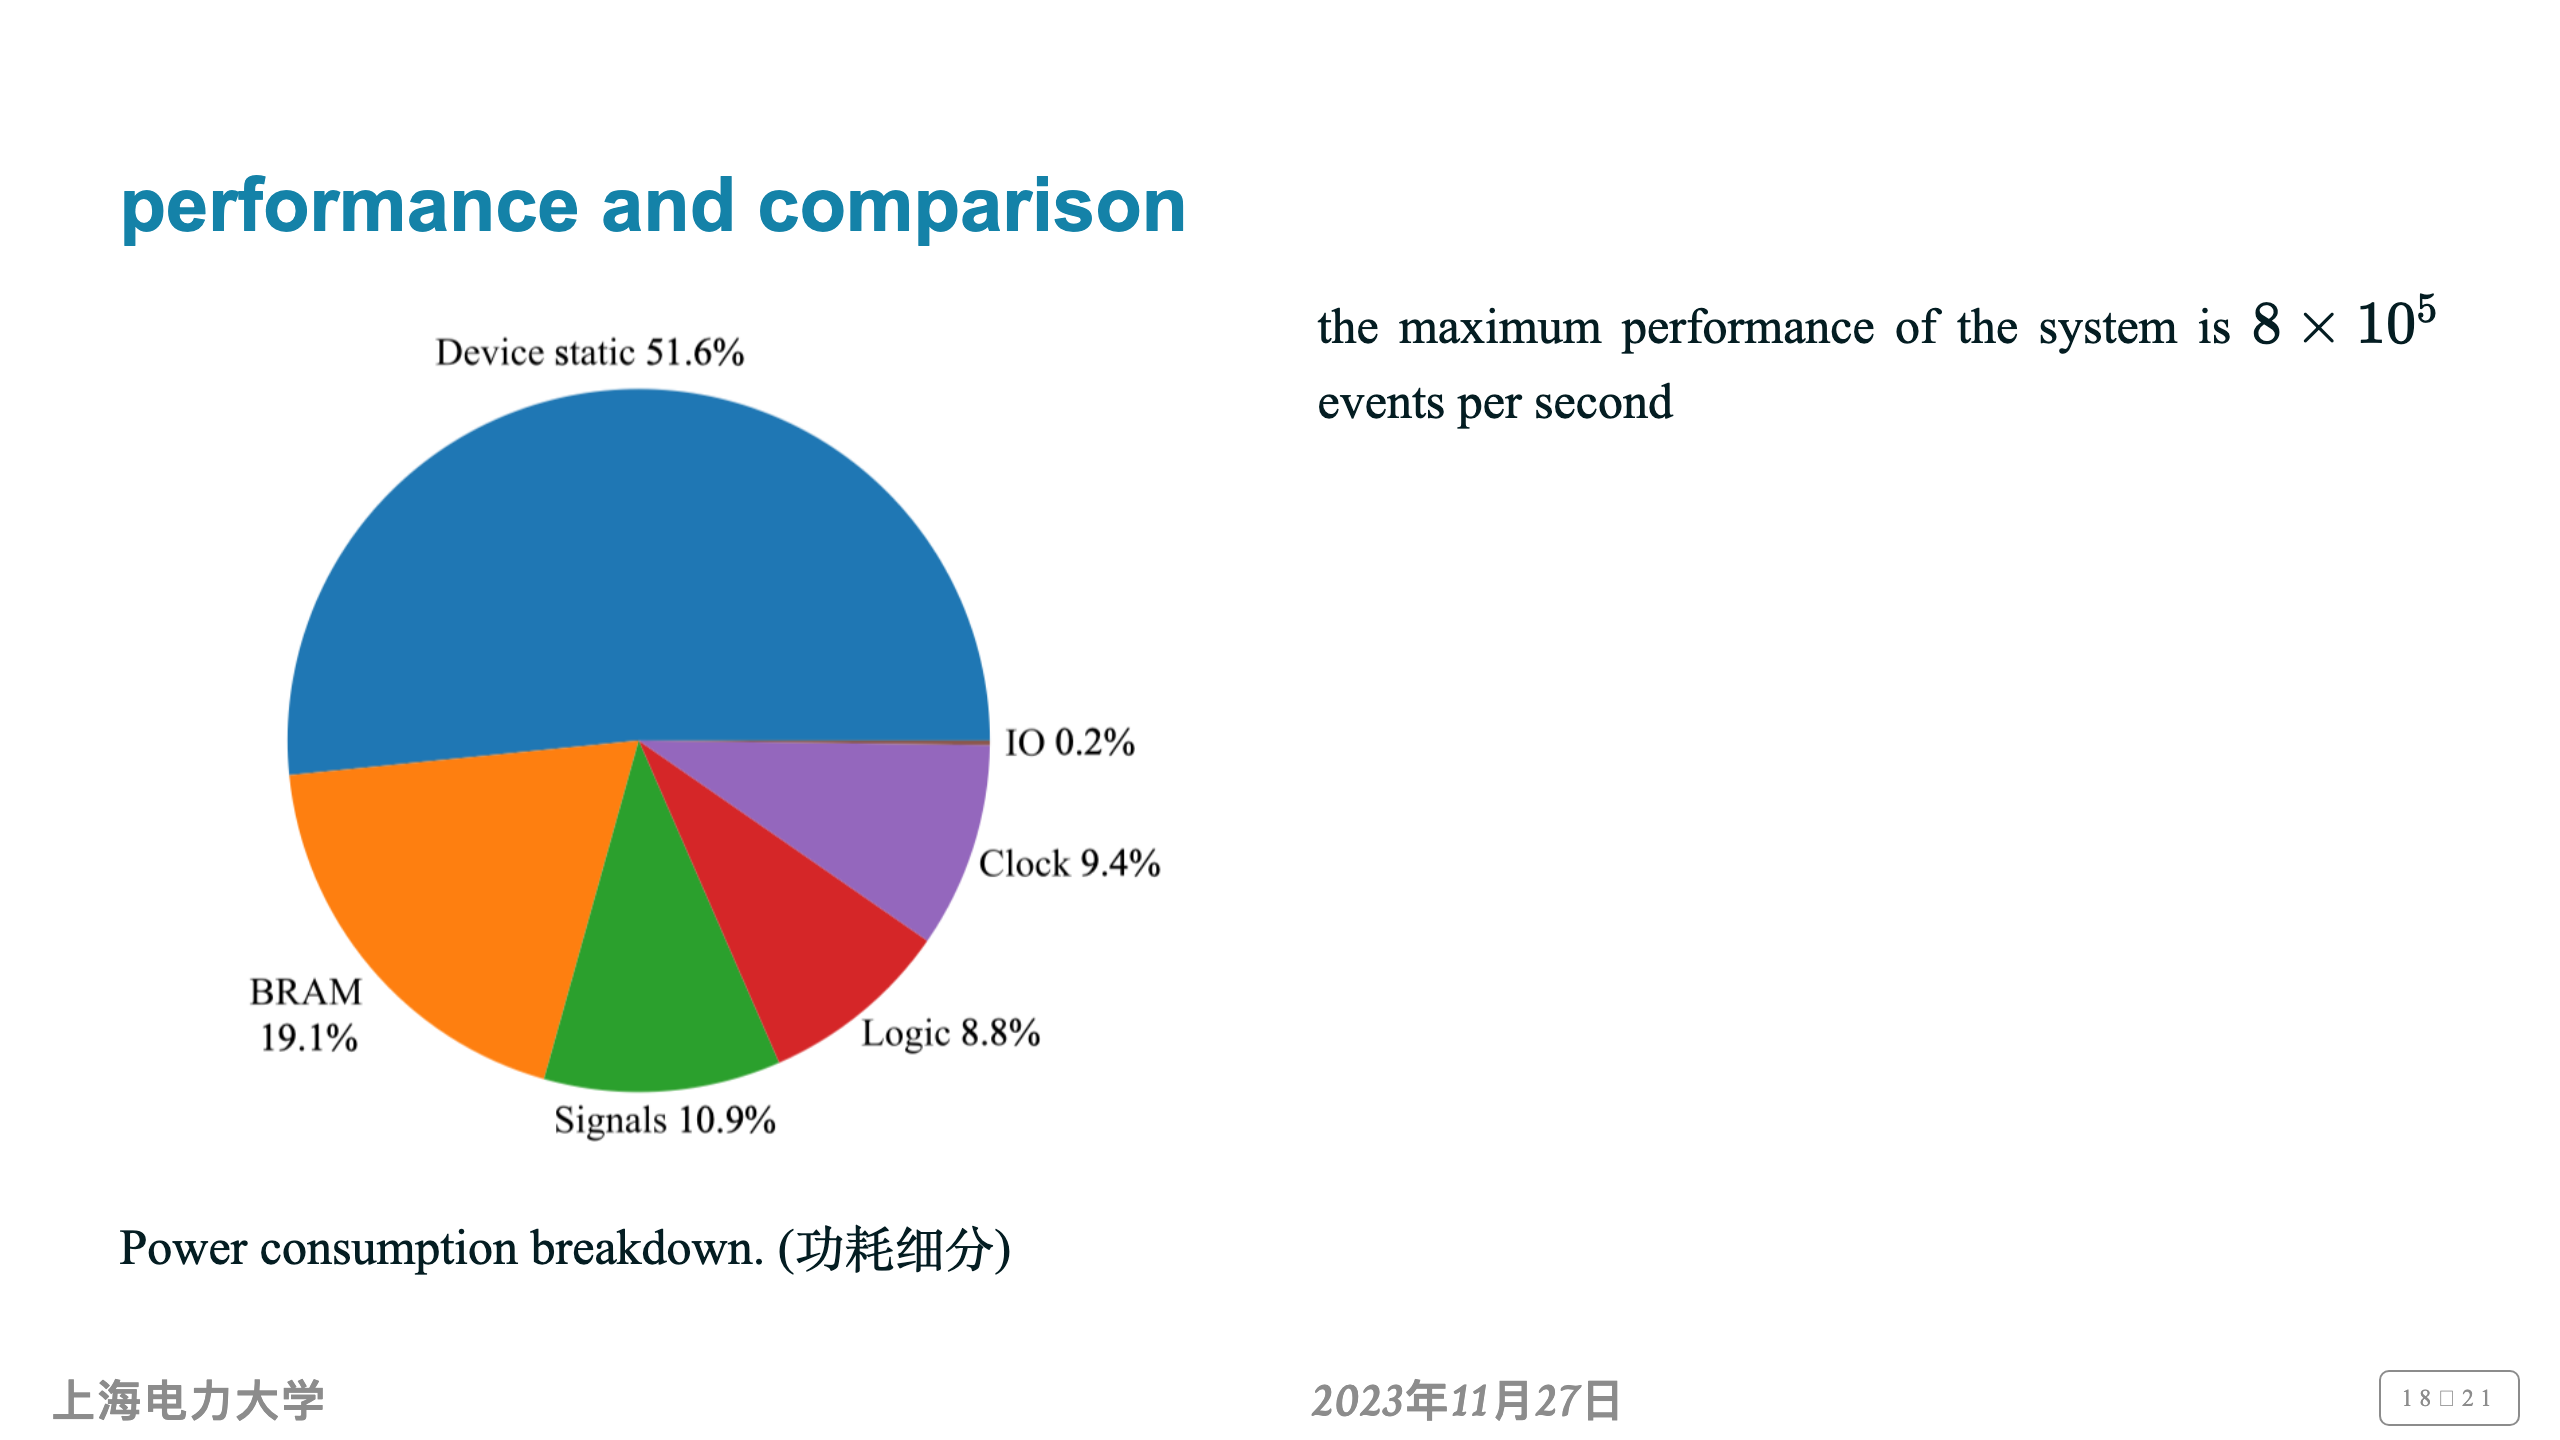 performance and comparison
Device static 51.6%
IO 0.2%
Clock 9.4%
BRAM
19.1%
Logic 8.8%
Signals 10.9%
Power consumption breakdown. (功耗细分)
the maximum performance of the system is 8 × 10⁵
events per second
上海电力大学
2023年11月27日
18□21